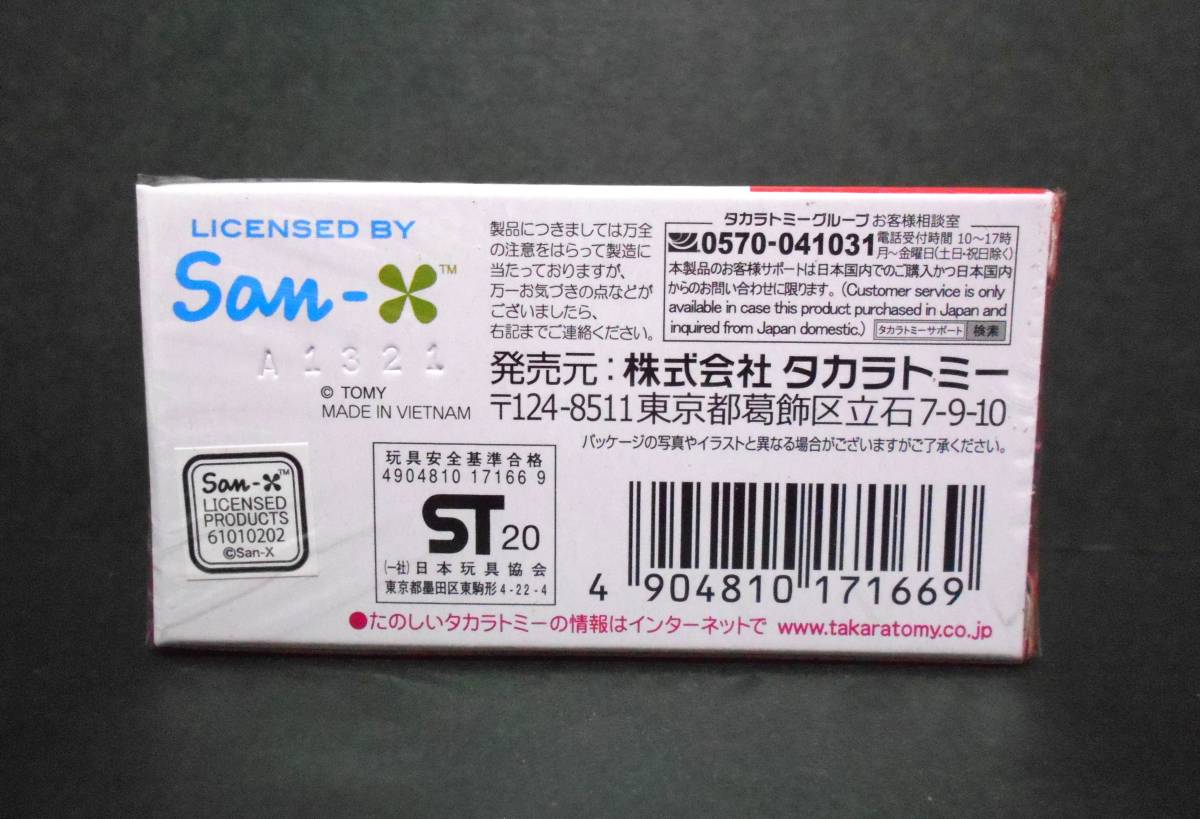 LICENSED BY
San-X™
A1321
© TOMY
MADE IN VIETNAM
製品につきましては万全
の注意をはらって製造に
当たっておりますが、
万一お気づきの点などが
ございましたら、
右記までご連絡ください。
タカラトミーグループ お客様相談室
0570-041031 電話受付時間 10〜17時
月〜金曜日(土日・祝日除く)
本製品のお客様サポートは日本国内でのご購入かつ日本国内
からのお問い合わせに限ります。(Customer service is only
available in case this product purchased in Japan and
inquired from Japan domestic.) タカラトミーサポート 検索
発売元:株式会社 タカラトミー
〒124-8511 東京都葛飾区立石7-9-10
パッケージの写真やイラストと異なる場合がございますがご了承ください。
San-X™
LICENSED
PRODUCTS
61010202
©San-X
玩具安全基準合格
4904810 17166 9
ST 20
(一社)日本玩具協会
東京都墨田区東駒形4-22-4
4 904810 171669
●たのしいタカラトミーの情報はインターネットで www.takaratomy.co.jp